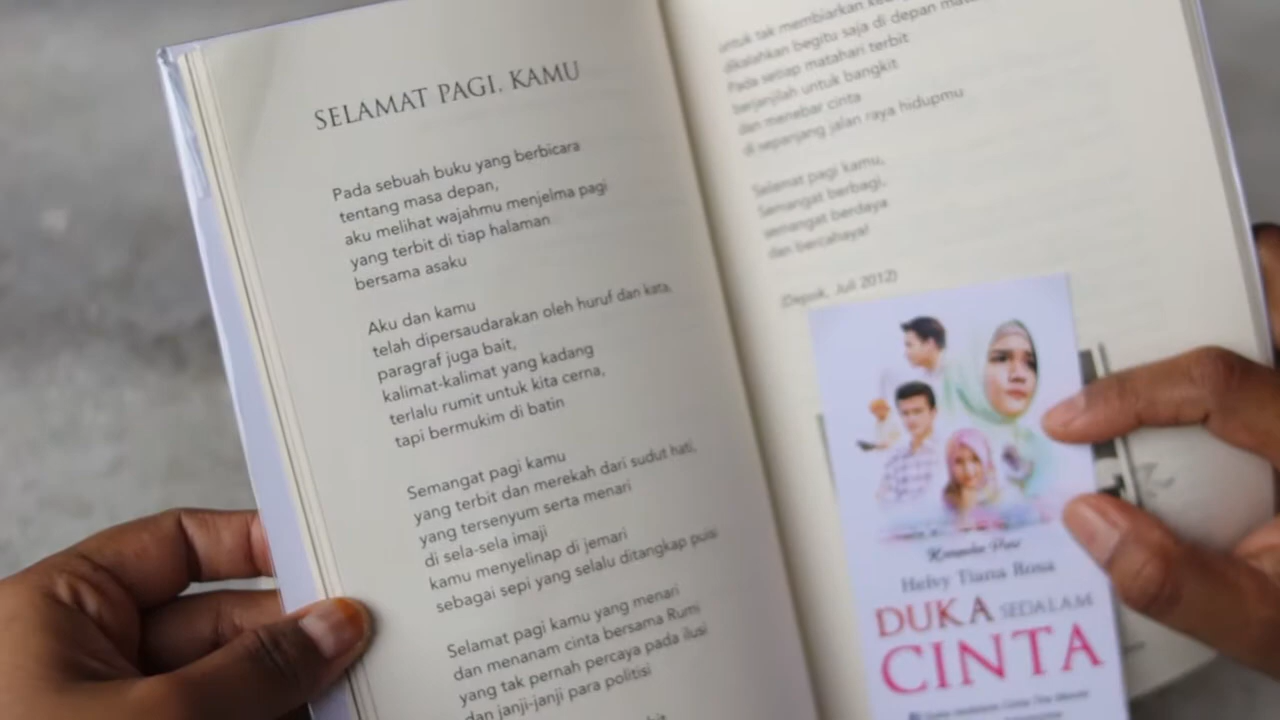 SELAMAT PAGI, KAMU
Pada sebuah buku yang berbicara
tentang masa depan,
aku melihat wajahmu menjelma pagi
yang terbit di tiap halaman
bersama asaku
Aku dan kamu
telah dipersaudarakan oleh huruf dan kata,
paragraf juga bait,
kalimat-kalimat yang kadang
terlalu rumit untuk kita cerna,
tapi bermukim di batin
Semangat pagi kamu
yang terbit dan merekah dari sudut hati,
yang tersenyum serta menari
di sela-sela imaji
kamu menyelinap di jemari
sebagai sepi yang selalu ditangkap puisi
Selamat pagi kamu yang menari
dan menanam cinta bersama Rumi
yang tak pernah percaya pada ilusi
dan janji-janji para politisi
untuk tak membiarkan
dikalahkan begitu saja di depan mata
Pada setiap matahari terbit
berjanjilah untuk bangkit
dan menebar cinta
di sepanjang jalan raya hidupmu
Selamat pagi kamu,
Semangat berbagi,
semangat berdaya
dan bercahaya!
(Depok, Juli 2012)
Kumpulan Puisi
Helvy Tiana Rosa
DUKA SEDALAM
CINTA